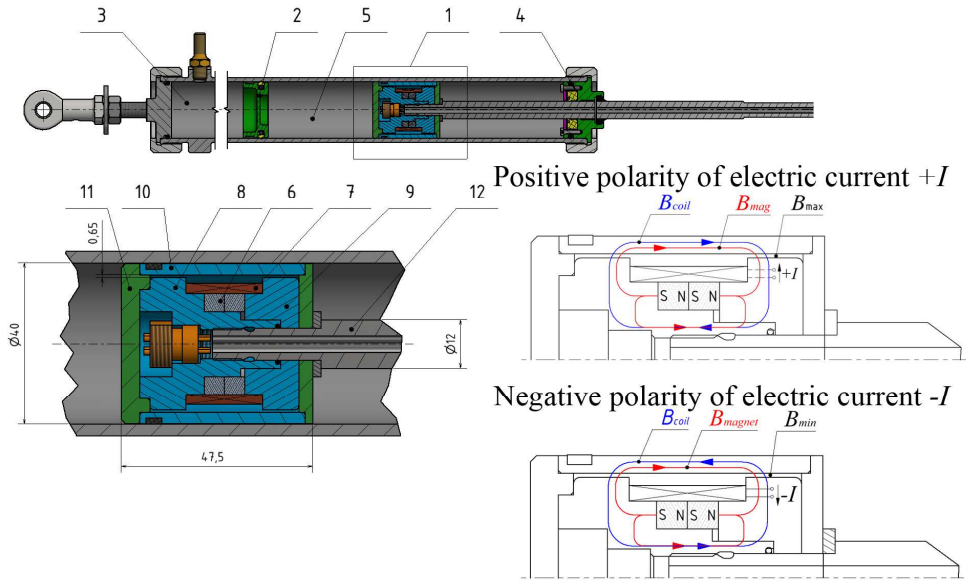 3 2 5 1 4
Positive polarity of electric current +I
11 10 8 6 7 9 12
0,65
Ø40
Ø12
47,5
Bcoil Bmag Bmax
+I
S N S N
Negative polarity of electric current -I
Bcoil Bmagnet Bmin
-I
S N S N